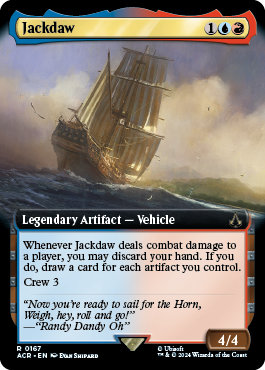 Jackdaw 1
Legendary Artifact — Vehicle
Whenever Jackdaw deals combat damage to
a player, you may discard your hand. If you
do, draw a card for each artifact you control.
Crew 3
“Now you're ready to sail for the Horn,
Weigh, hey, roll and go!”
—“Randy Dandy Oh”
4/4
R 0167
ACR • EN Evan Shipard
© Ubisoft
™ & © 2024 Wizards of the Coast